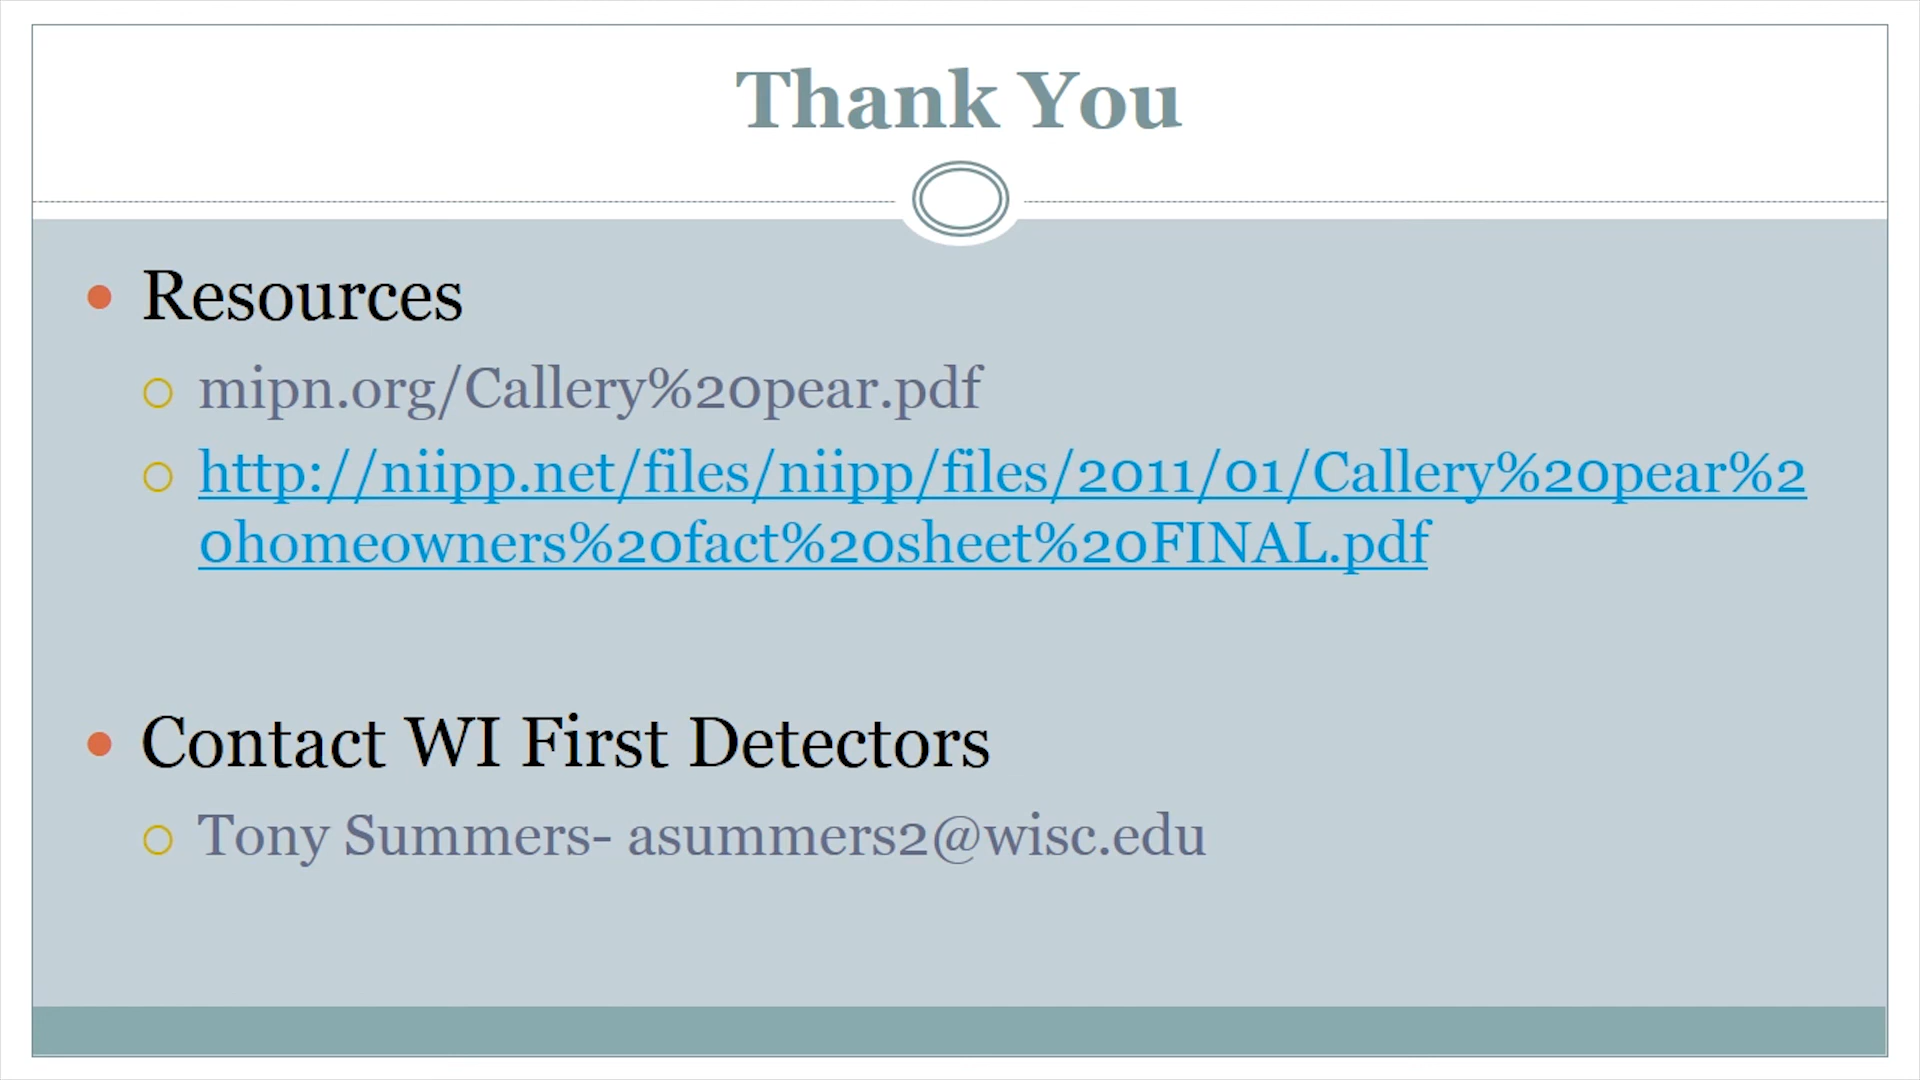 Thank You
Resources
mipn.org/Callery%20pear.pdf
http://niipp.net/files/niipp/files/2011/01/Callery%20pear%2
0homeowners%20fact%20sheet%20FINAL.pdf
Contact WI First Detectors
Tony Summers- asummers2@wisc.edu